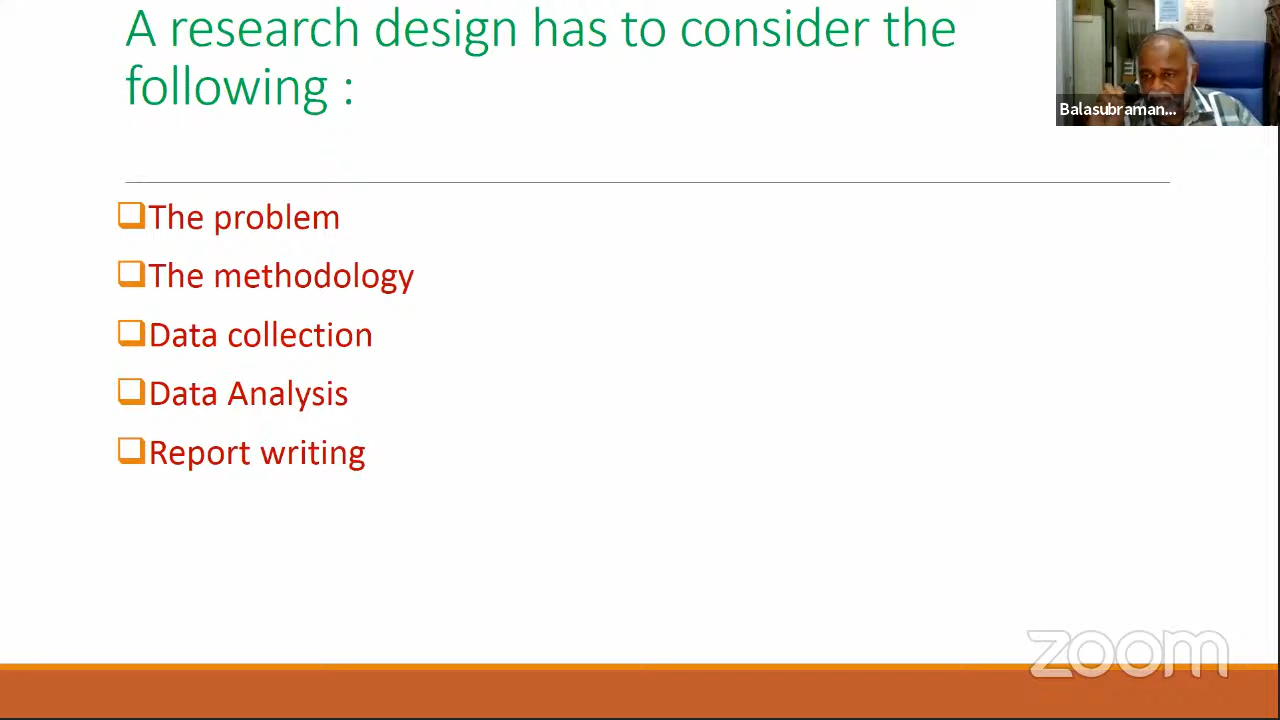 A research design has to consider the
following :
Balasubraman...
The problem
The methodology
Data collection
Data Analysis
Report writing
zoom